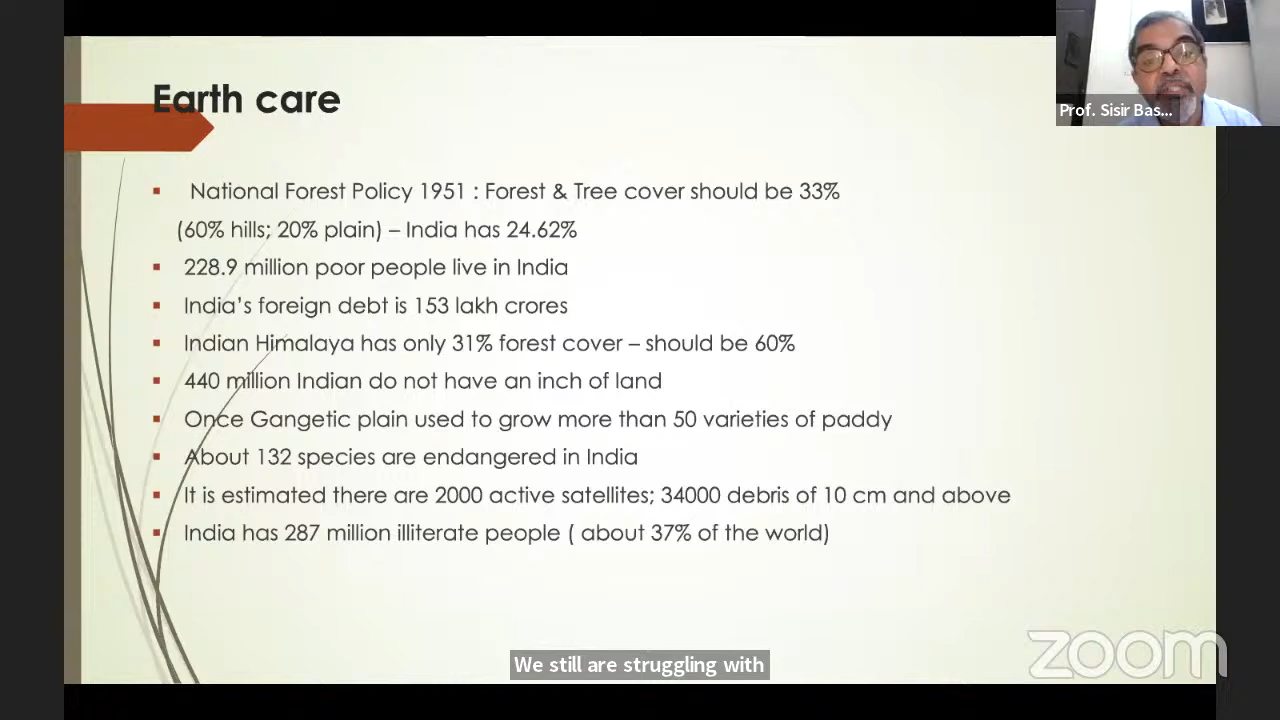 Earth care
Prof. Sisir Bas...
National Forest Policy 1951 : Forest & Tree cover should be 33%
(60% hills; 20% plain) – India has 24.62%
228.9 million poor people live in India
India's foreign debt is 153 lakh crores
Indian Himalaya has only 31% forest cover – should be 60%
440 million Indian do not have an inch of land
Once Gangetic plain used to grow more than 50 varieties of paddy
About 132 species are endangered in India
It is estimated there are 2000 active satellites; 34000 debris of 10 cm and above
India has 287 million illiterate people ( about 37% of the world)
We still are struggling with
zoom